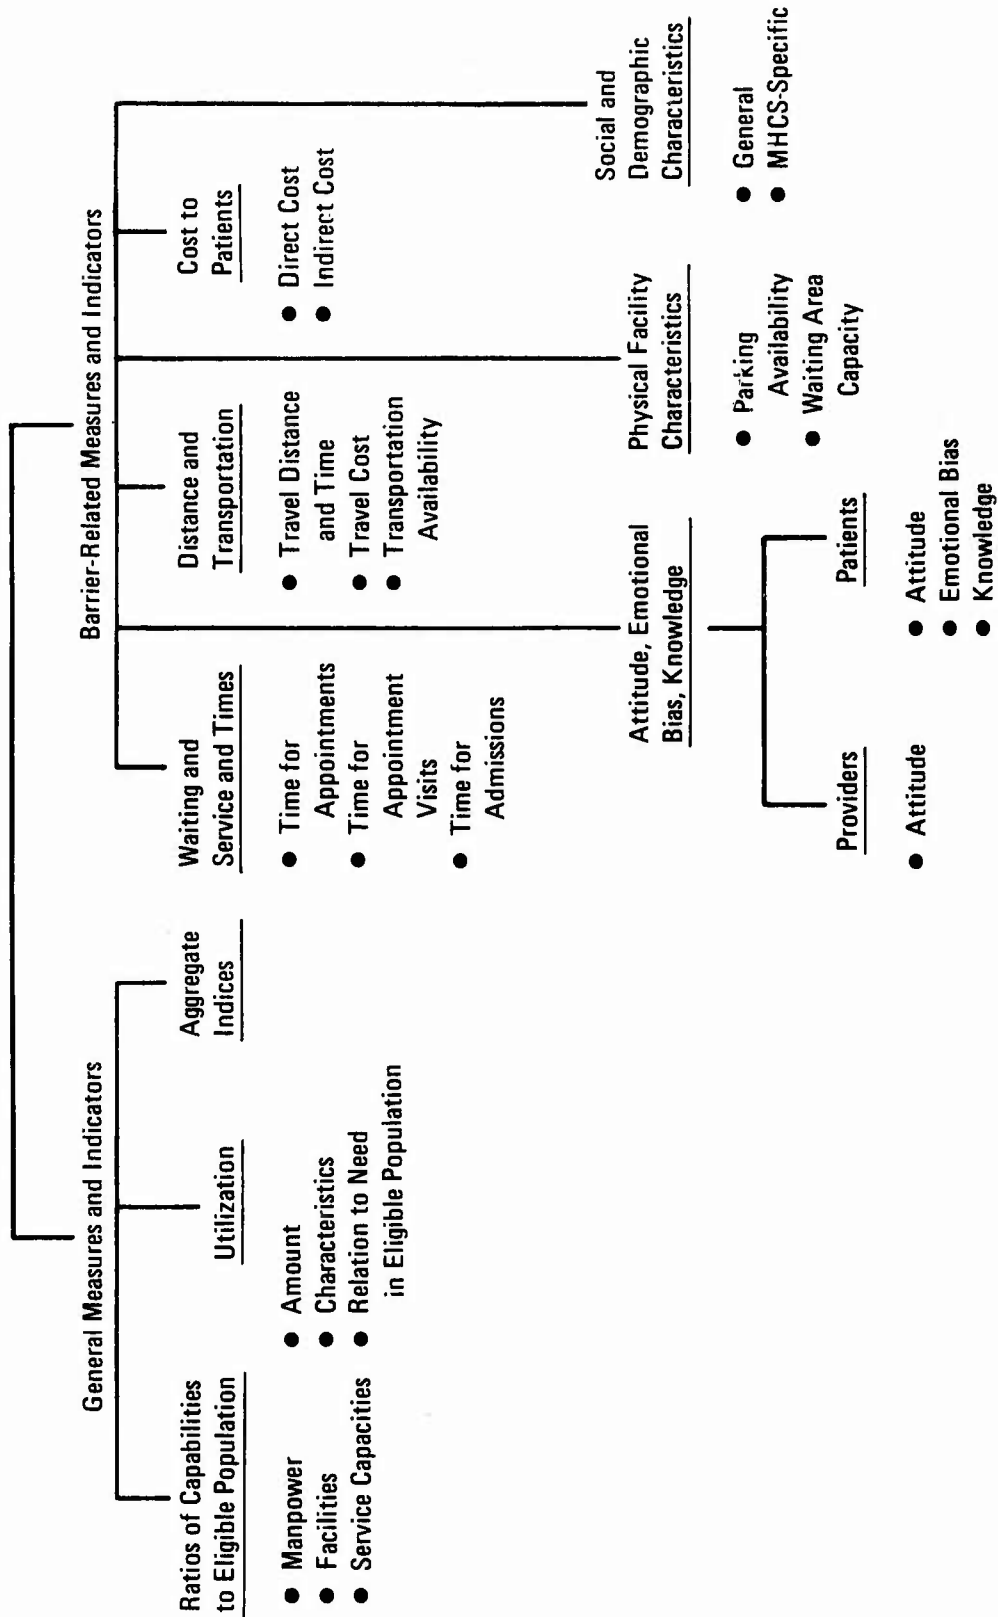 General Measures and Indicators
Ratios of Capabilities
to Eligible Population
● Manpower
● Facilities
● Service Capacities
Utilization
● Amount
● Characteristics
● Relation to Need
in Eligible Population
Aggregate
Indices
Barrier-Related Measures and Indicators
Waiting and
Service and Times
● Time for
Appointments
● Time for
Appointment
Visits
● Time for
Admissions
Distance and
Transportation
● Travel Distance
and Time
● Travel Cost
● Transportation
Availability
Cost to
Patients
● Direct Cost
● Indirect Cost
Attitude, Emotional
Bias, Knowledge
Providers
● Attitude
Patients
● Attitude
● Emotional Bias
● Knowledge
Physical Facility
Characteristics
● Parking
Availability
● Waiting Area
Capacity
Social and
Demographic
Characteristics
● General
● MHCS-Specific